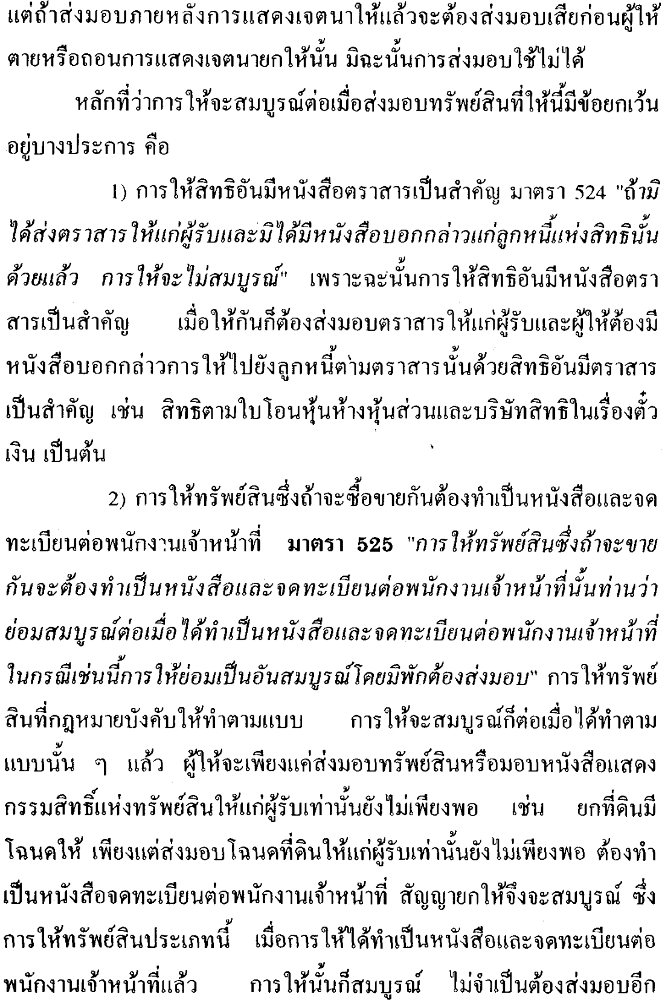 แต่ถ้าส่งมอบภายหลังการแสดงเจตนาให้แล้วจะต้องส่งมอบเสียก่อนผู้ให้
ตายหรือถอนการแสดงเจตนายกให้นั้น มิฉะนั้นการส่งมอบใช้ไม่ได้
หลักที่ว่าการให้จะสมบูรณ์ต่อเมื่อส่งมอบทรัพย์สินที่ให้นี้มีข้อยกเว้น
อยู่บางประการ คือ
1) การให้สิทธิอันมีหนังสือตราสารเป็นสำคัญ มาตรา 524 "ถ้ามิ
ได้ส่งตราสารให้แก่ผู้รับและมิได้มีหนังสือบอกกล่าวแก่ลูกหนี้แห่งสิทธินั้น
ด้วยแล้ว การให้จะไม่สมบูรณ์" เพราะฉะนั้นการให้สิทธิอันมีหนังสือตรา
สารเป็นสำคัญ เมื่อให้กันก็ต้องส่งมอบตราสารให้แก่ผู้รับและผู้ให้ต้องมี
หนังสือบอกกล่าวการให้ไปยังลูกหนี้ตามตราสารนั้นด้วยสิทธิอันมีตราสาร
เป็นสำคัญ เช่น สิทธิตามใบโอนหุ้นห้างหุ้นส่วนและบริษัทสิทธิในเรื่องตั๋ว
เงิน เป็นต้น
2) การให้ทรัพย์สินซึ่งถ้าจะซื้อขายกันต้องทำเป็นหนังสือและจด
ทะเบียนต่อพนักงานเจ้าหน้าที่ มาตรา 525 "การให้ทรัพย์สินซึ่งถ้าจะขาย
กันจะต้องทำเป็นหนังสือและจดทะเบียนต่อพนักงานเจ้าหน้าที่นั้นท่านว่า
ย่อมสมบูรณ์ต่อเมื่อได้ทำเป็นหนังสือและจดทะเบียนต่อพนักงานเจ้าหน้าที่
ในกรณีเช่นนี้การให้ย่อมเป็นอันสมบูรณ์โดยมิพักต้องส่งมอบ" การให้ทรัพย์
สินที่กฎหมายบังคับให้ทำตามแบบ การให้จะสมบูรณ์ก็ต่อเมื่อได้ทำตาม
แบบนั้น ๆ แล้ว ผู้ให้จะเพียงแค่ส่งมอบทรัพย์สินหรือมอบหนังสือแสดง
กรรมสิทธิ์แห่งทรัพย์สินให้แก่ผู้รับเท่านั้นยังไม่เพียงพอ เช่น ยกที่ดินมี
โฉนดให้ เพียงแต่ส่งมอบโฉนดที่ดินให้แก่ผู้รับเท่านั้นยังไม่เพียงพอ ต้องทำ
เป็นหนังสือจดทะเบียนต่อพนักงานเจ้าหน้าที่ สัญญายกให้จึงจะสมบูรณ์ ซึ่ง
การให้ทรัพย์สินประเภทนี้ เมื่อการให้ได้ทำเป็นหนังสือและจดทะเบียนต่อ
พนักงานเจ้าหน้าที่แล้ว การให้นั้นก็สมบูรณ์ ไม่จำเป็นต้องส่งมอบอีก